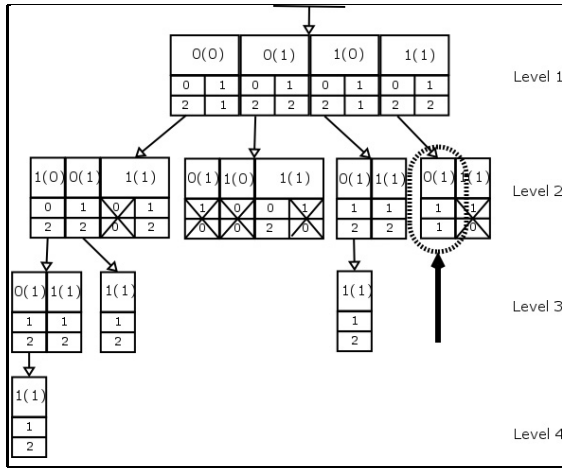 0(0) 0(1) 1(0) 1(1)
Level 1
0 1 0 1 0 1 0 1
2 1 2 2 2 1 2 2
1(0) 0(1) 1(1) 0(1) 1(0) 1(1) 0(1) 1(1) 0(1) 1(1)
Level 2
0 1 0 1 1 0 0 1 1 1 1 1
2 2 0 2 0 0 2 0 2 2 1 0
0(1) 1(1) 1(1) 1(1)
Level 3
1 1 1 1
2 2 2 2
1(1)
1
Level 4
2